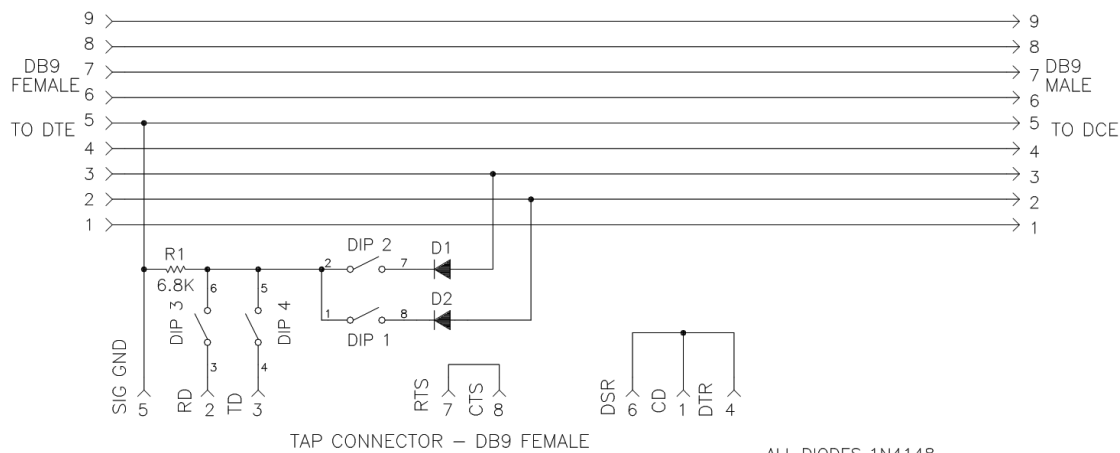 9 9
8 8
DB9 FEMALE 7 7 DB9 MALE
6 6
TO DTE 5 5 TO DCE
4 4
3 3
2 2
1 1
R1
6.8K
DIP 2
2 7
D1
D2
1 8
DIP 1
6 5
DIP 3
DIP 4
3 4
SIG GND
5
RD
2
TD
3
RTS
7
CTS
8
DSR
6
CD
1
DTR
4
TAP CONNECTOR – DB9 FEMALE
ALL DIODES 1N4148